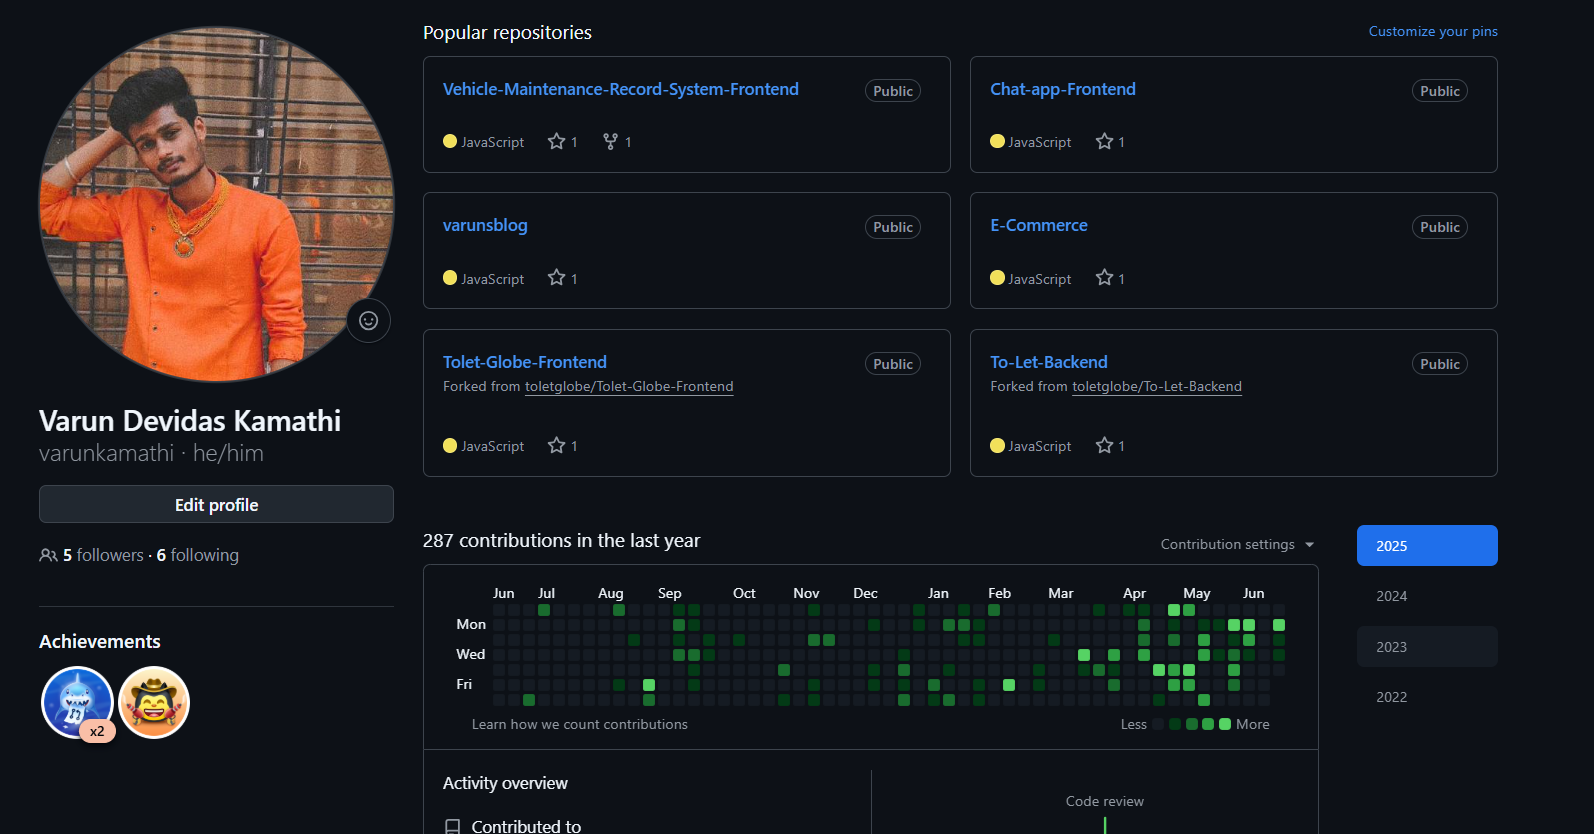 Popular repositories
Customize your pins
Vehicle-Maintenance-Record-System-Frontend
Public
JavaScript
1
1
Chat-app-Frontend
Public
JavaScript
1
varunsblog
Public
JavaScript
1
E-Commerce
Public
JavaScript
1
Tolet-Globe-Frontend
Public
Forked from toletglobe/Tolet-Globe-Frontend
JavaScript
1
To-Let-Backend
Public
Forked from toletglobe/To-Let-Backend
JavaScript
1
Varun Devidas Kamathi
varunkamathi · he/him
Edit profile
5 followers · 6 following
Achievements
x2
287 contributions in the last year
Contribution settings
2025
2024
2023
2022
Jun Jul Aug Sep Oct Nov Dec Jan Feb Mar Apr May Jun
Mon
Wed
Fri
Learn how we count contributions
Less
More
Activity overview
Contributed to
Code review